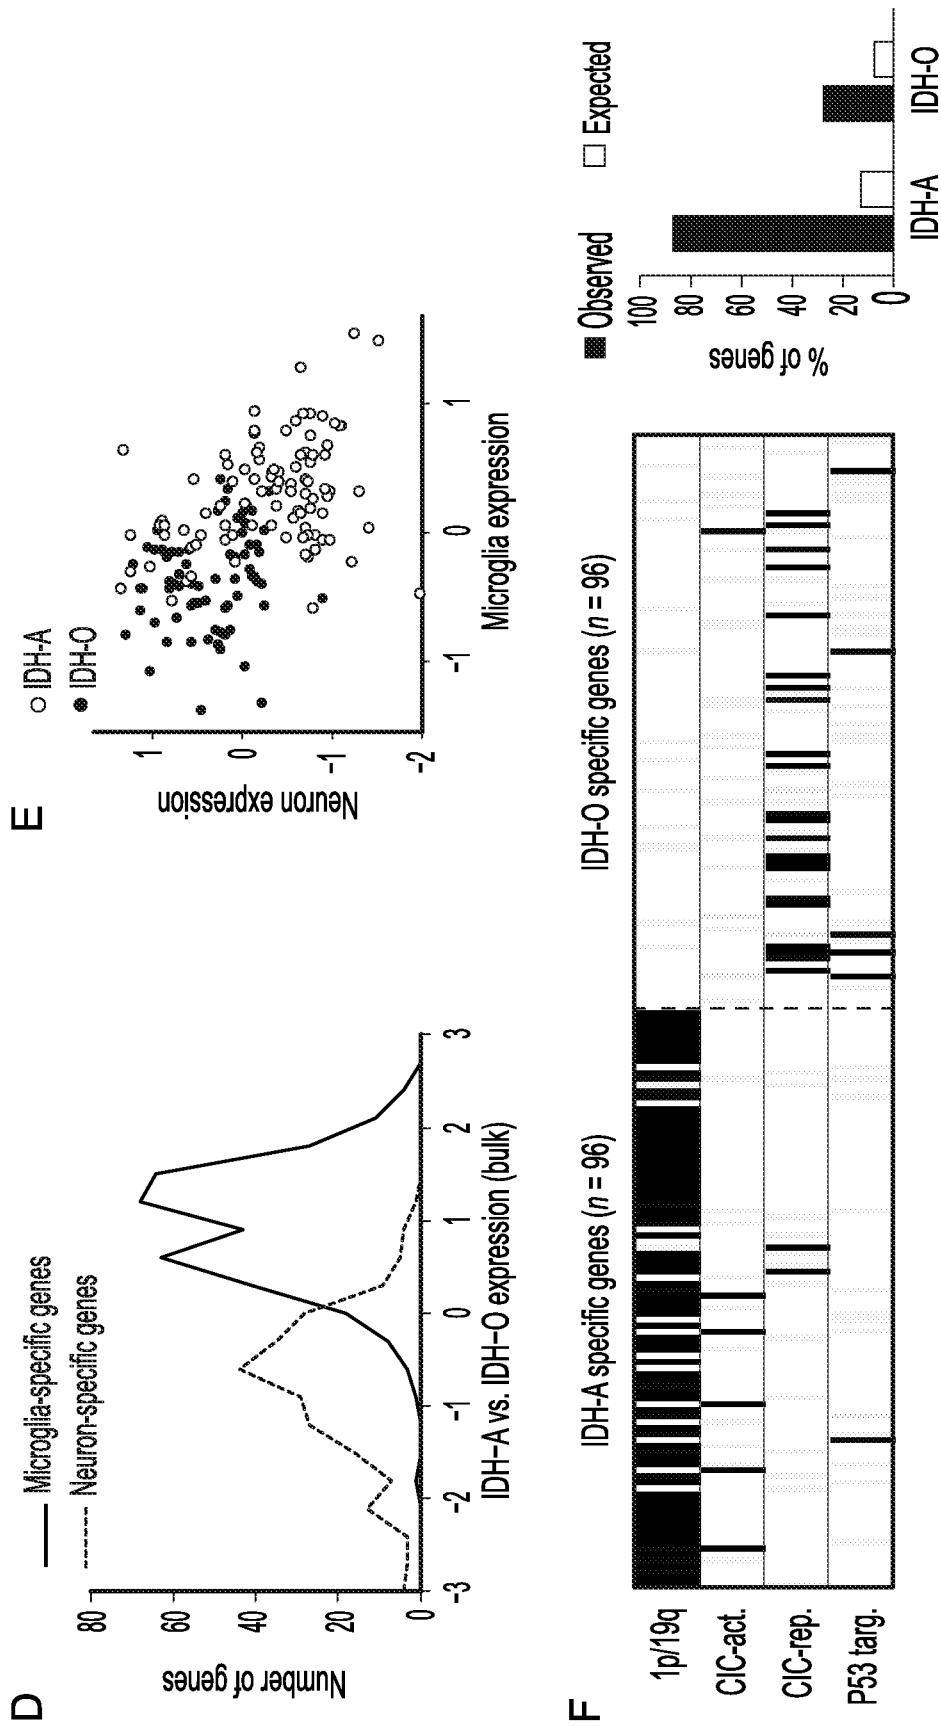 D
Microglia-specific genes
Neuron-specific genes
Number of genes
80
60
40
20
0
-3
-2
-1
0
1
2
3
IDH–A vs. IDH–O expression (bulk)
E
IDH-A
IDH-O
Neuron expression
1
0
-1
-2
-1
0
1
Microglia expression
F
IDH-A specific genes (n = 96)
IDH-O specific genes (n = 96)
1p/19q
CIC-act.
CIC-rep.
P53 targ.
Observed
Expected
% of genes
100
80
60
40
20
0
IDH-A
IDH-O